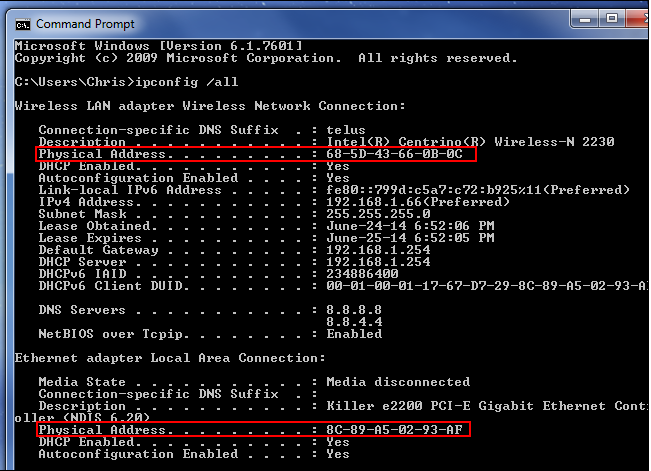 Command Prompt
Microsoft Windows [Version 6.1.7601]
Copyright (c) 2009 Microsoft Corporation. All rights reserved.
C:\Users\Chris>ipconfig /all
Wireless LAN adapter Wireless Network Connection:
Connection-specific DNS Suffix . : telus
Description . . . . . . . . . . . : Intel(R) Centrino(R) Wireless-N 2230
Physical Address. . . . . . . . . : 68-5D-43-66-0B-0C
DHCP Enabled. . . . . . . . . . . : Yes
Autoconfiguration Enabled . . . . : Yes
Link-local IPv6 Address . . . . . : fe80::799d:c5a7:c72:b925%11(Preferred)
IPv4 Address. . . . . . . . . . . : 192.168.1.66(Preferred)
Subnet Mask . . . . . . . . . . . : 255.255.255.0
Lease Obtained. . . . . . . . . . : June-24-14 6:52:06 PM
Lease Expires . . . . . . . . . . : June-25-14 6:52:05 PM
Default Gateway . . . . . . . . . : 192.168.1.254
DHCP Server . . . . . . . . . . . : 192.168.1.254
DHCPv6 IAID . . . . . . . . . . . : 234886400
DHCPv6 Client DUID. . . . . . . . : 00-01-00-01-17-67-D7-29-8C-89-A5-02-93-A
DNS Servers . . . . . . . . . . . : 8.8.8.8
8.8.4.4
NetBIOS over Tcpip. . . . . . . . : Enabled
Ethernet adapter Local Area Connection:
Media State . . . . . . . . . . . : Media disconnected
Connection-specific DNS Suffix . :
Description . . . . . . . . . . . : Killer e2200 PCI-E Gigabit Ethernet Cont
oller (NDIS 6.20)
Physical Address. . . . . . . . . : 8C-89-A5-02-93-AF
DHCP Enabled. . . . . . . . . . . : Yes
Autoconfiguration Enabled . . . . : Yes